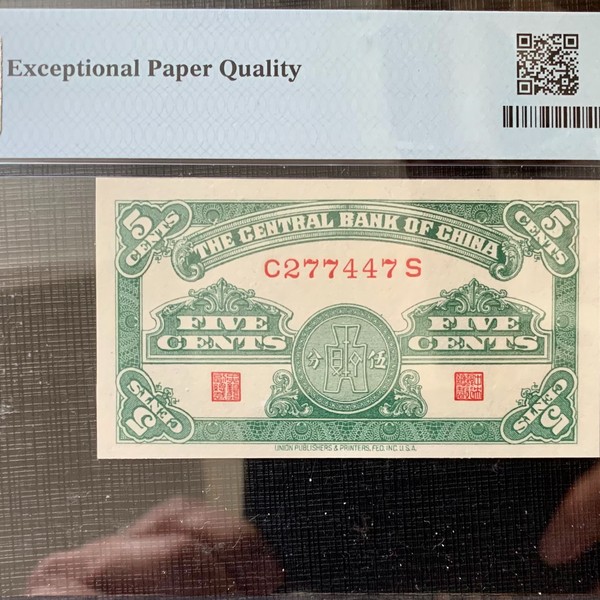 Exceptional Paper Quality
5 CENTS
5 CENTS
THE CENTRAL BANK OF CHINA
C277447 S
FIVE CENTS
FIVE CENTS
分 伍
5 CENTS
5 CENTS
UNION PUBLISHERS & PRINTERS, FED. INC. U.S.A.